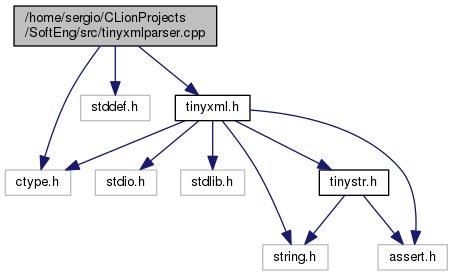 /home/sergio/CLionProjects
/SoftEng/src/tinyxmlparser.cpp
stddef.h
tinyxml.h
ctype.h
stdio.h
stdlib.h
tinystr.h
string.h
assert.h